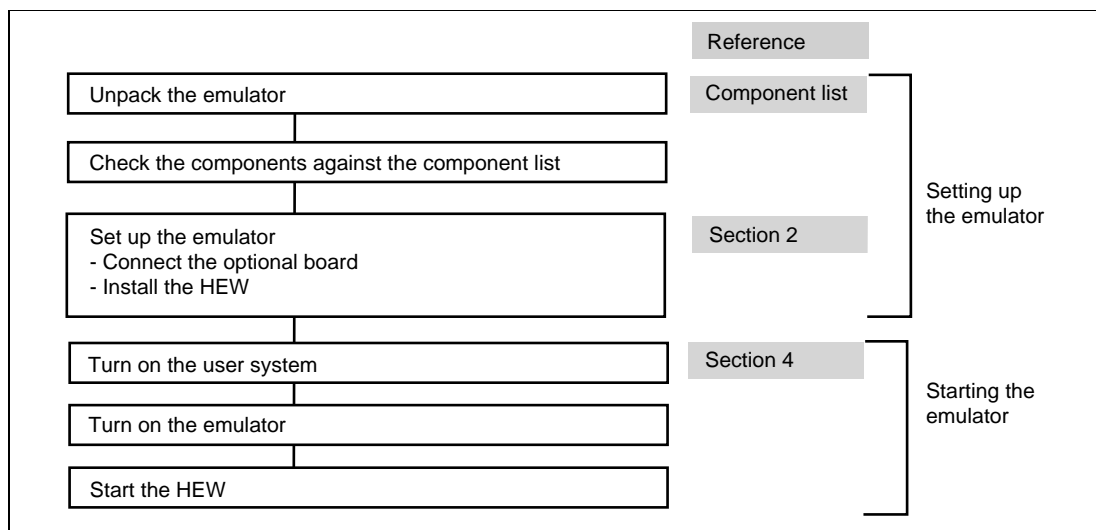 Reference
Unpack the emulator
Component list
Check the components against the component list
Setting up
the emulator
Set up the emulator
- Connect the optional board
- Install the HEW
Section 2
Turn on the user system
Section 4
Starting the
emulator
Turn on the emulator
Start the HEW